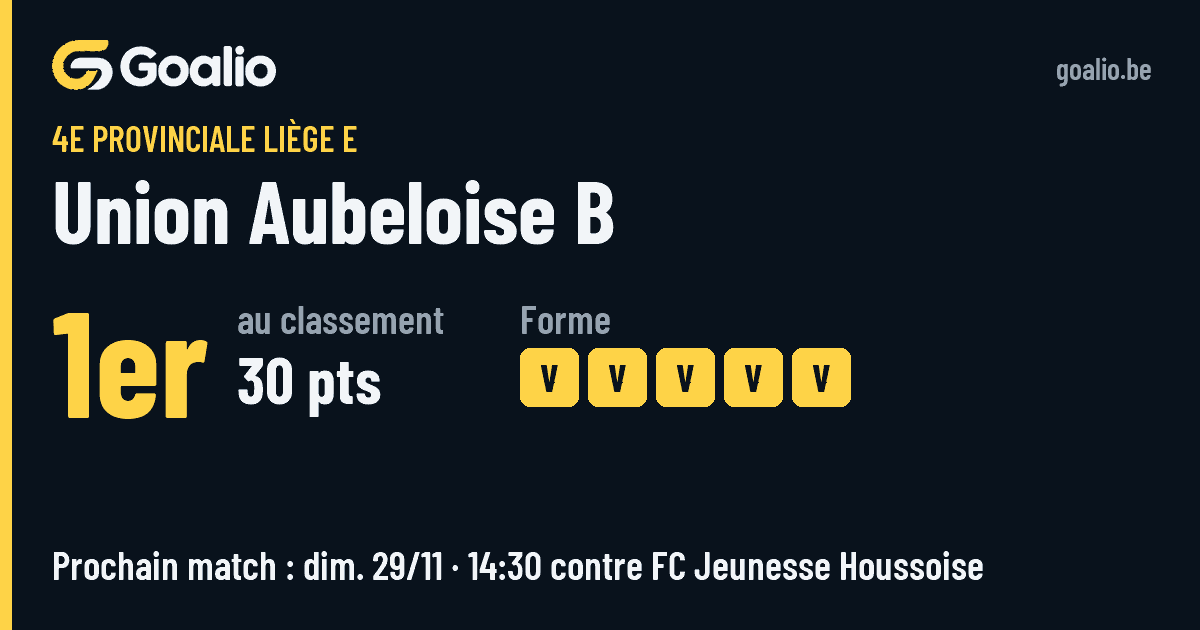 Goalio
goalio.be
4E PROVINCIALE LIÈGE E
Union Aubeloise B
1er
au classement
30 pts
Forme
V V V V V
Prochain match : dim. 29/11 · 14:30 contre FC Jeunesse Houssoise